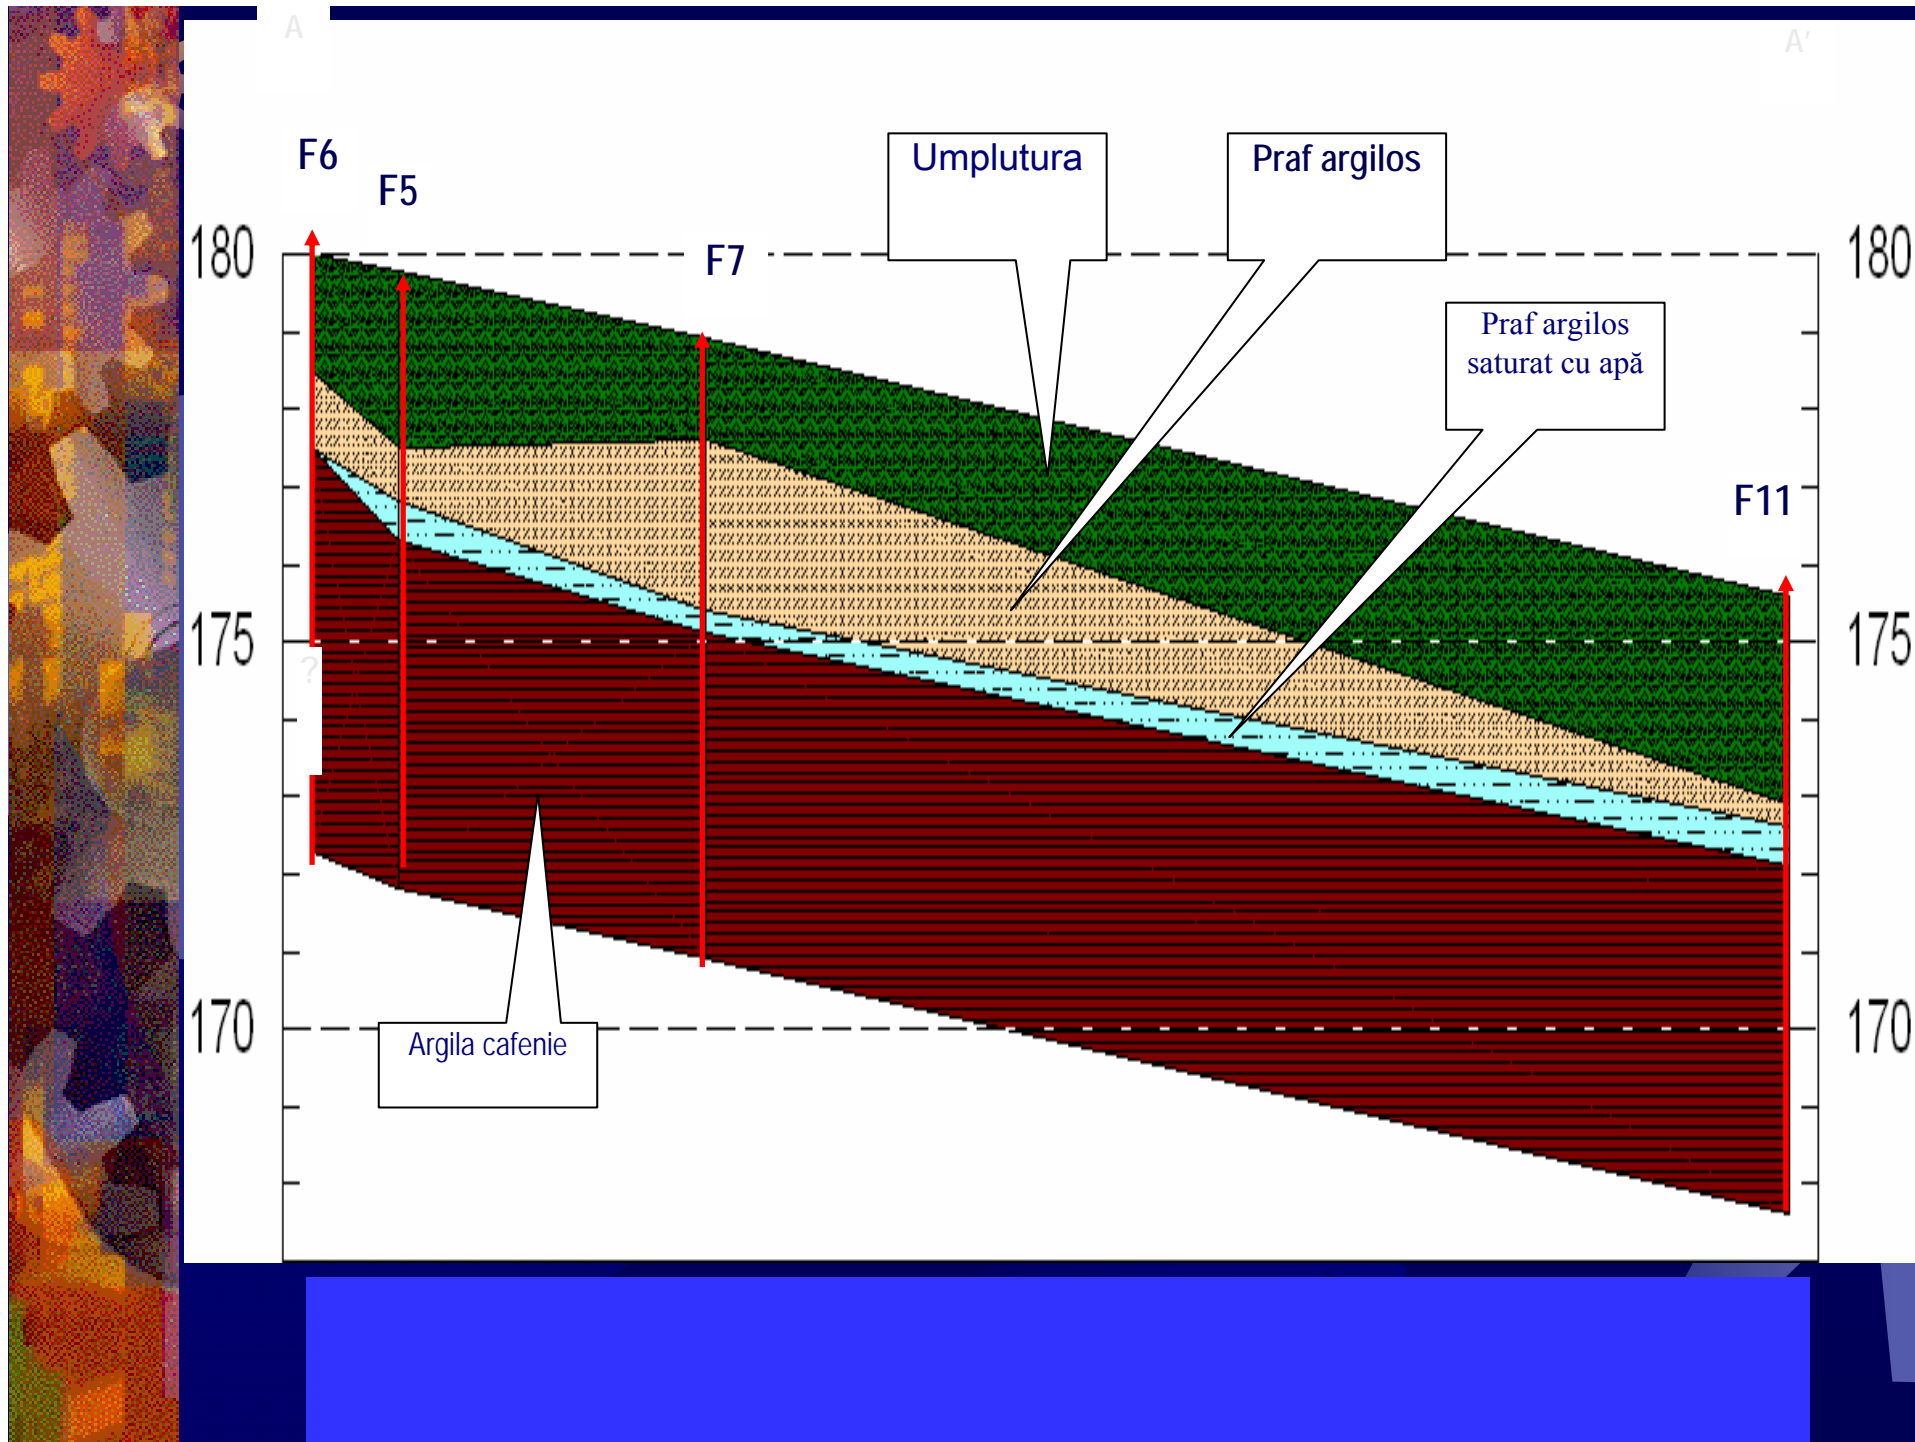 A
A′
F6
F5
F7
Umplutura
Praf argilos
180
180
Praf argilos
saturat cu apă
F11
175
175
?
170
170
Argila cafenie